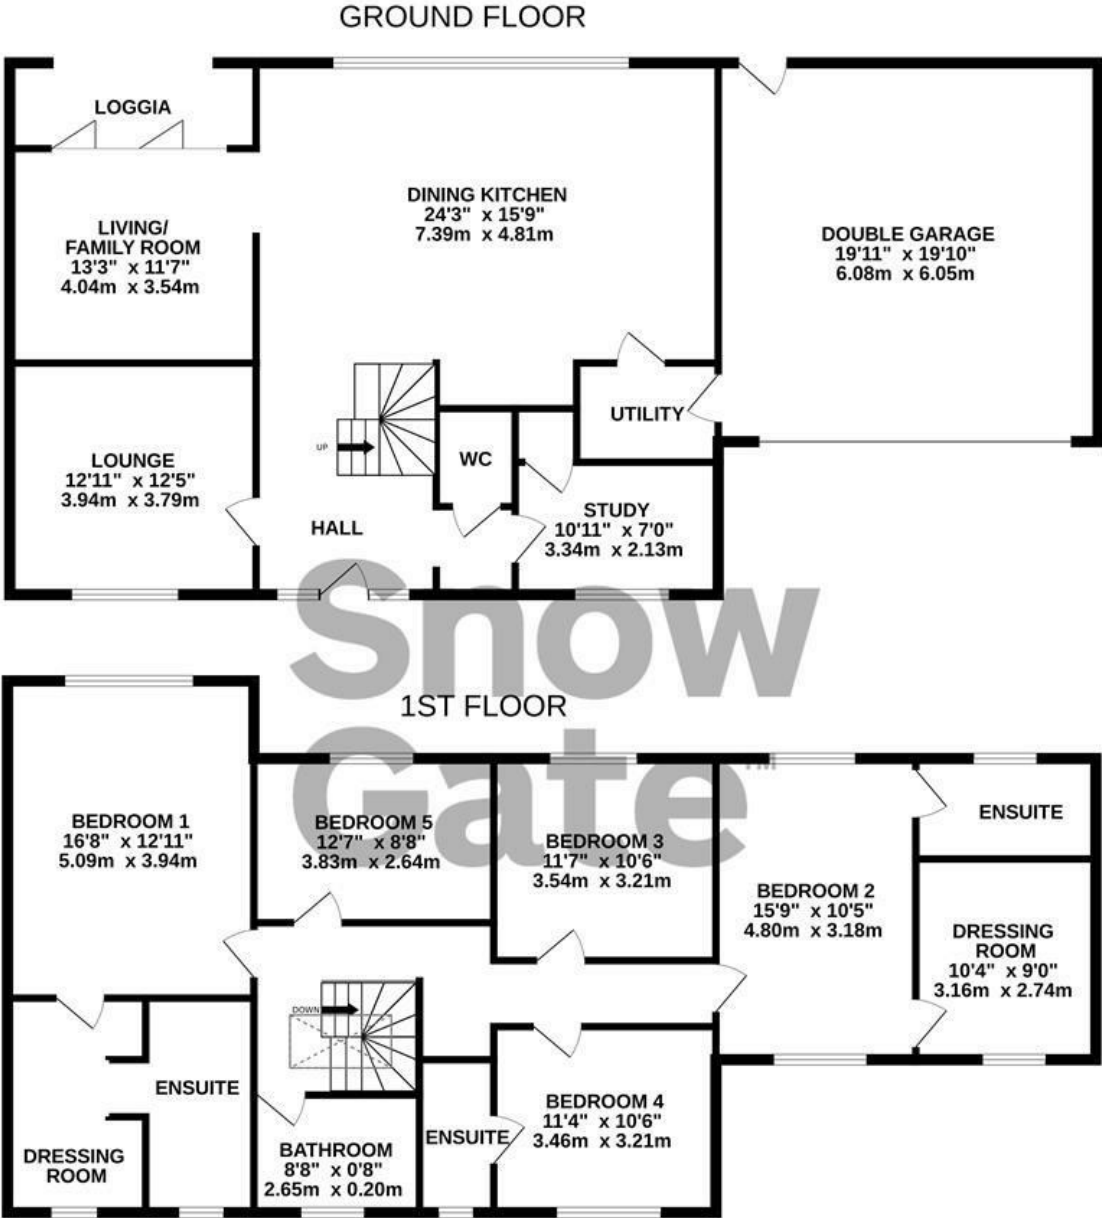 GROUND FLOOR
LOGGIA
LIVING/
FAMILY ROOM
13'3" x 11'7"
4.04m x 3.54m
DINING KITCHEN
24'3" x 15'9"
7.39m x 4.81m
DOUBLE GARAGE
19'11" x 19'10"
6.08m x 6.05m
UTILITY
LOUNGE
12'11" x 12'5"
3.94m x 3.79m
UP
WC
HALL
STUDY
10'11" x 7'0"
3.34m x 2.13m
Snow
Gate™
1ST FLOOR
BEDROOM 1
16'8" x 12'11"
5.09m x 3.94m
BEDROOM 5
12'7" x 8'8"
3.83m x 2.64m
BEDROOM 3
11'7" x 10'6"
3.54m x 3.21m
BEDROOM 2
15'9" x 10'5"
4.80m x 3.18m
ENSUITE
DRESSING
ROOM
10'4" x 9'0"
3.16m x 2.74m
DOWN
ENSUITE
DRESSING
ROOM
BATHROOM
8'8" x 0'8"
2.65m x 0.20m
ENSUITE
BEDROOM 4
11'4" x 10'6"
3.46m x 3.21m